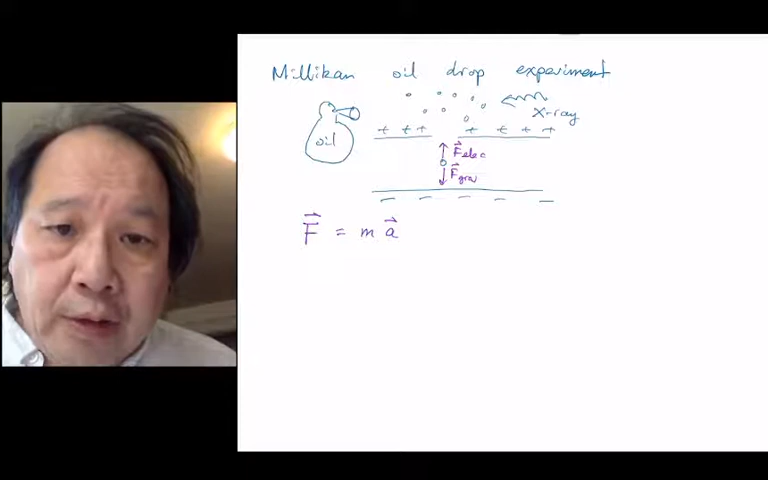 Millikan oil drop experiment
X-ray
oil
+ + + + + + +
F elec
F grav
- - - - -
F = m a